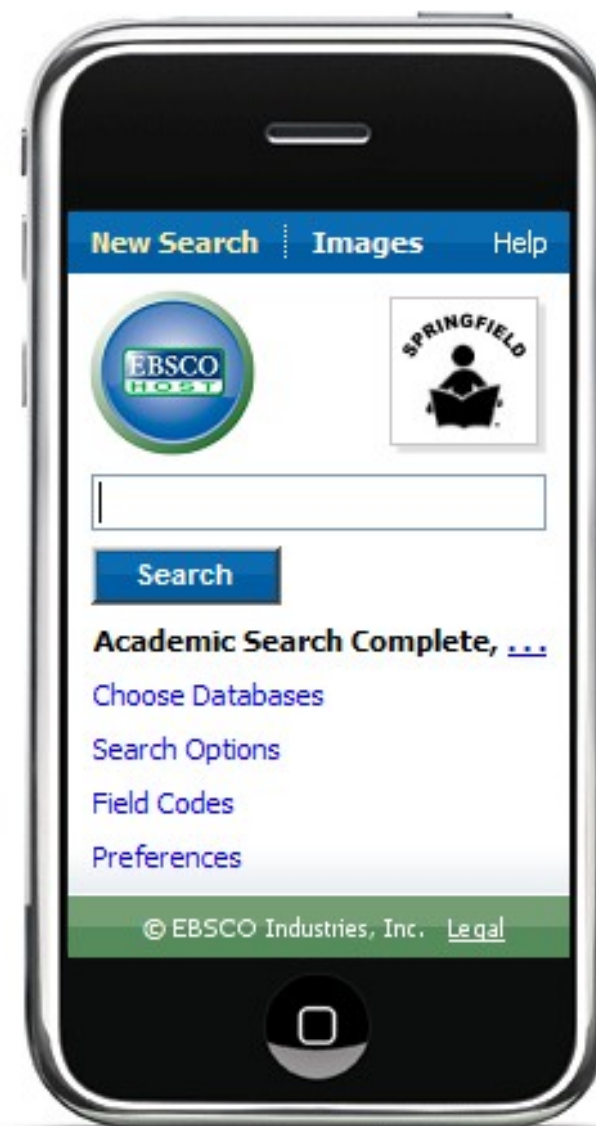 New Search Images Help
EBSCO
HOST
SPRINGFIELD
Search
Academic Search Complete, ...
Choose Databases
Search Options
Field Codes
Preferences
© EBSCO Industries, Inc. Legal